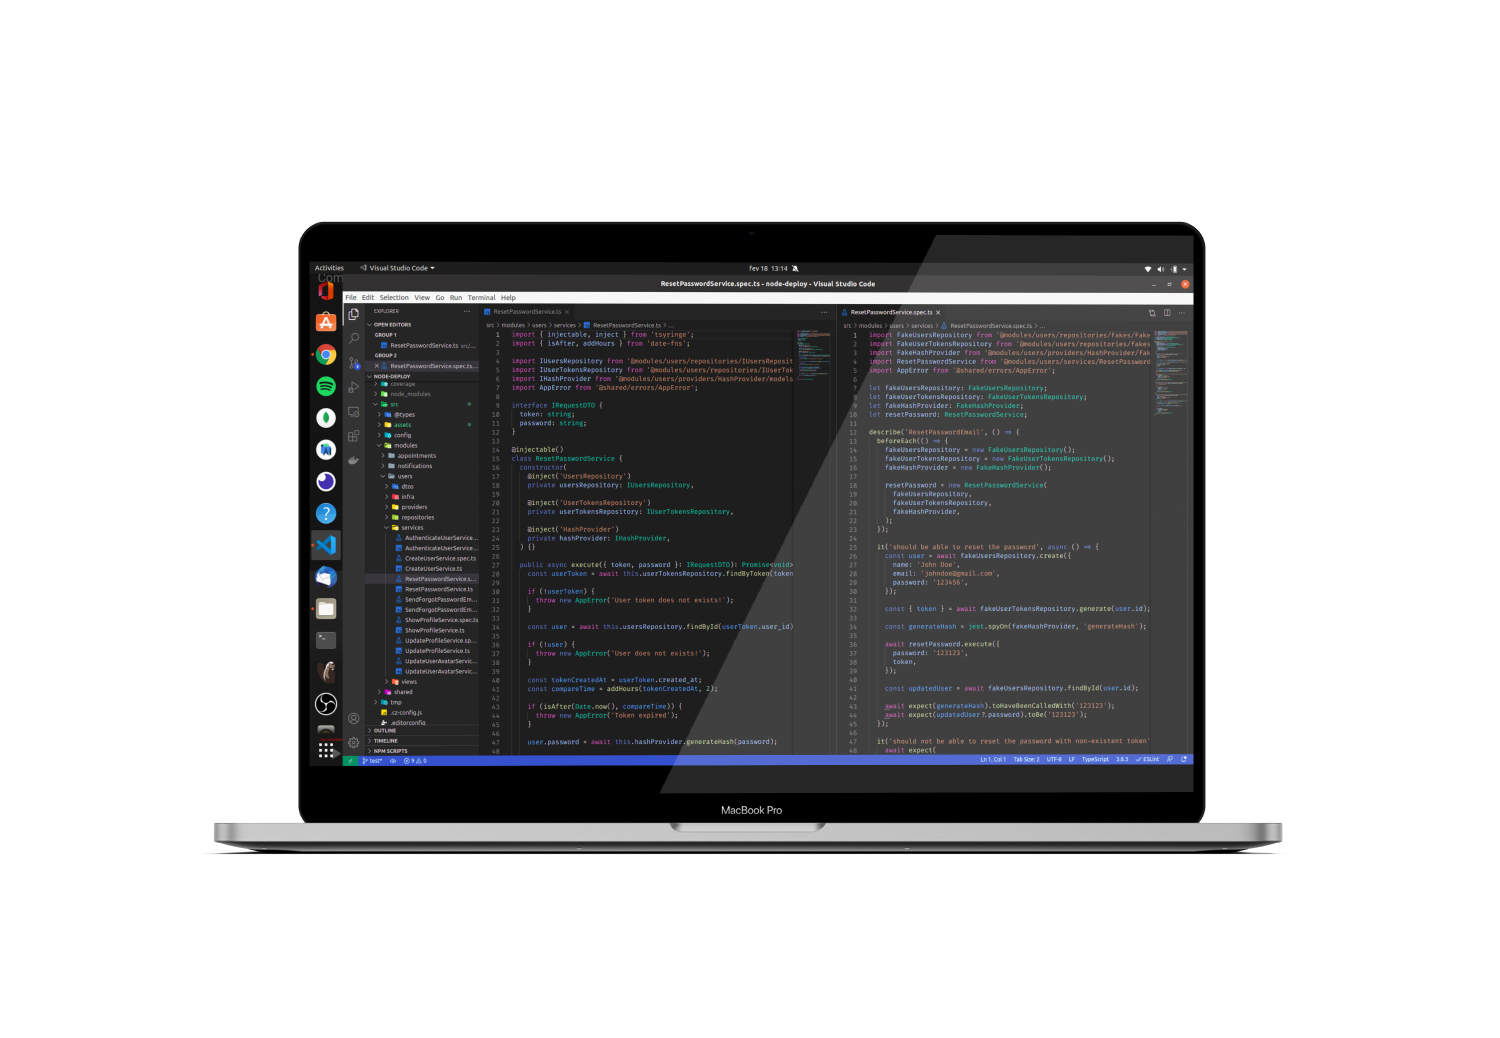 Activities
Visual Studio Code
fev 18 13:14
Com
ResetPasswordService.spec.ts - node-deploy - Visual Studio Code
File Edit Selection View Go Run Terminal Help
EXPLORER
OPEN EDITORS
GROUP 1
ResetPasswordService.ts src/...
GROUP 2
ResetPasswordService.spec.ts...
NODE-DEPLOY
coverage
node_modules
src
@types
assets
config
modules
appointments
notifications
users
dtos
infra
providers
repositories
services
AuthenticateUserService...
AuthenticateUserService...
CreateUserService.spec.ts
CreateUserService.ts
ResetPasswordService.s...
ResetPasswordService.ts
SendForgotPasswordEm...
SendForgotPasswordEm...
ShowProfileService.spec.ts
ShowProfileService.ts
UpdateProfileService.sp...
UpdateProfileService.ts
UpdateUserAvatarServic...
UpdateUserAvatarServic...
views
shared
tmp
.cz-config.js
.editorconfig
OUTLINE
TIMELINE
NPM SCRIPTS
ResetPasswordService.ts
src > modules > users > services > ResetPasswordService.ts > ...
1 import { injectable, inject } from 'tsyringe';
2 import { isAfter, addHours } from 'date-fns';
3
4 import IUsersRepository from '@modules/users/repositories/IUsersReposit
5 import IUserTokensRepository from '@modules/users/repositories/IUserTok
6 import IHashProvider from '@modules/users/providers/HashProvider/models
7 import AppError from '@shared/errors/AppError';
8
9 interface IRequestDTO {
10 token: string;
11 password: string;
12 }
13
14 @injectable()
15 class ResetPasswordService {
16 constructor(
17 @inject('UsersRepository')
18 private usersRepository: IUsersRepository,
19
20 @inject('UserTokensRepository')
21 private userTokensRepository: IUserTokensRepository,
22
23 @inject('HashProvider')
24 private hashProvider: IHashProvider,
25 ) {}
26
27 public async execute({ token, password }: IRequestDTO): Promise<void>
28 const userToken = await this.userTokensRepository.findByToken(token
29
30 if (!userToken) {
31 throw new AppError('User token does not exists!');
32 }
33
34 const user = await this.usersRepository.findById(userToken.user_id)
35
36 if (!user) {
37 throw new AppError('User does not exists!');
38 }
39
40 const tokenCreatedAt = userToken.created_at;
41 const compareTime = addHours(tokenCreatedAt, 2);
42
43 if (isAfter(Date.now(), compareTime)) {
44 throw new AppError('Token expired');
45 }
46
47 user.password = await this.hashProvider.generateHash(password);
48
ResetPasswordService.spec.ts
src > modules > users > services > ResetPasswordService.spec.ts > ...
1 import FakeUsersRepository from '@modules/users/repositories/fakes/Fake
2 import FakeUserTokensRepository from '@modules/users/repositories/fakes
3 import FakeHashProvider from '@modules/users/providers/HashProvider/fak
4 import ResetPasswordService from '@modules/users/services/ResetPassword
5 import AppError from '@shared/errors/AppError';
6
7 let fakeUsersRepository: FakeUsersRepository;
8 let fakeUserTokensRepository: FakeUserTokensRepository;
9 let fakeHashProvider: FakeHashProvider;
10 let resetPassword: ResetPasswordService;
11
12 describe('ResetPasswordEmail', () => {
13 beforeEach(() => {
14 fakeUsersRepository = new FakeUsersRepository();
15 fakeUserTokensRepository = new FakeUserTokensRepository();
16 fakeHashProvider = new FakeHashProvider();
17
18 resetPassword = new ResetPasswordService(
19 fakeUsersRepository,
20 fakeUserTokensRepository,
21 fakeHashProvider,
22 );
23 });
24
25 it('should be able to reset the password', async () => {
26 const user = await fakeUsersRepository.create({
27 name: 'John Doe',
28 email: 'johndoe@gmail.com',
29 password: '123456',
30 });
31
32 const { token } = await fakeUserTokensRepository.generate(user.id);
33
34 const generateHash = jest.spyOn(fakeHashProvider, 'generateHash');
35
36 await resetPassword.execute({
37 password: '123123',
38 token,
39 });
40
41 const updatedUser = await fakeUsersRepository.findById(user.id);
42
43 await expect(generateHash).toHaveBeenCalledWith('123123');
44 await expect(updatedUser?.password).toBe('123123');
45 });
46
47 it('should not be able to reset the password with non-existent token'
48 await expect(
test* 9 0
Ln 1, Col 1 Tab Size: 2 UTF-8 LF TypeScript 3.8.3 ESLint
MacBook Pro